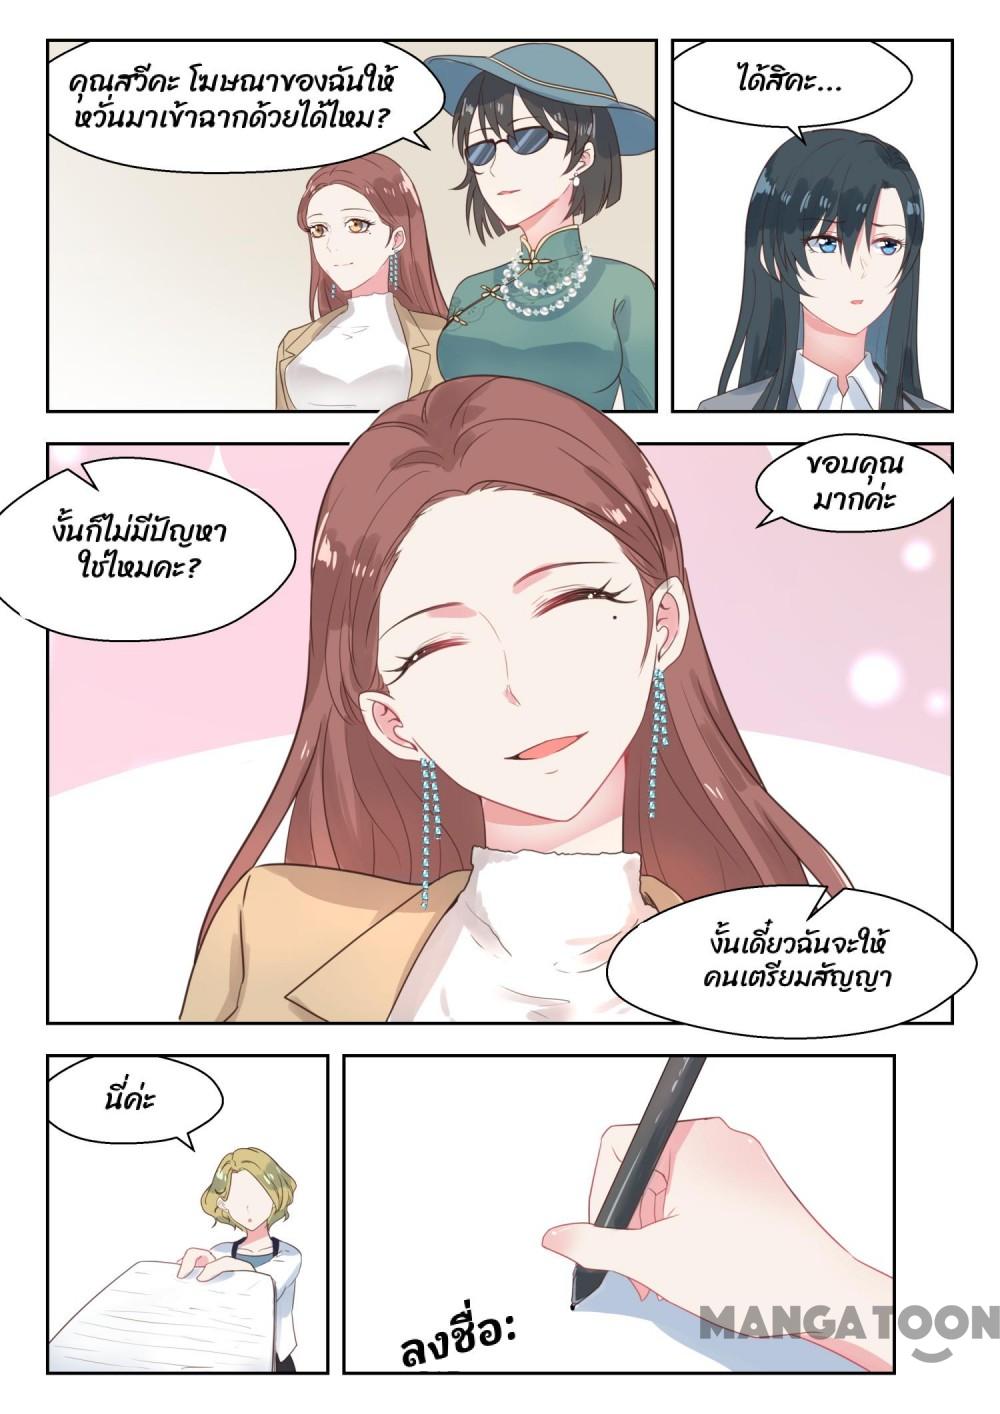 คุณสวีคะ โฆษณาของฉันให้
หวั่นมาเข้าฉากด้วยได้ไหม?
ได้สิคะ...
งั้นก็ไม่มีปัญหา
ใช่ไหมคะ?
ขอบคุณ
มากค่ะ
งั้นเดี๋ยวฉันจะให้
คนเตรียมสัญญา
นี่ค่ะ
ลงชื่อ:
MANGATOON